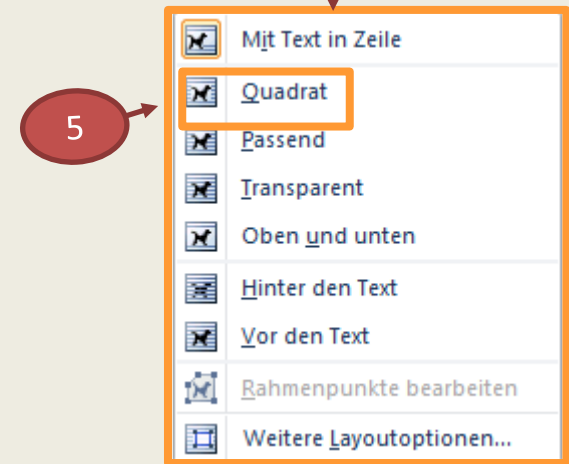 Mit Text in Zeile
5
Quadrat
Passend
Transparent
Oben und unten
Hinter den Text
Vor den Text
Rahmenpunkte bearbeiten
Weitere Layoutoptionen...